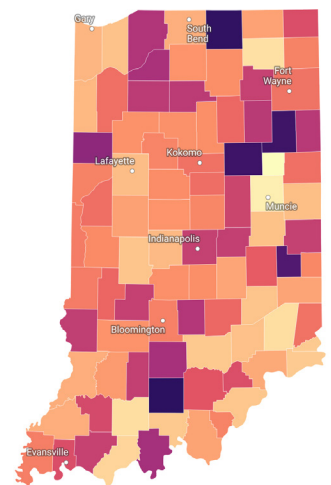 Gary
South
Bend
Fort
Wayne
Kokomo
Lafayette
Muncie
Indianapolis
Bloomington
Evansville